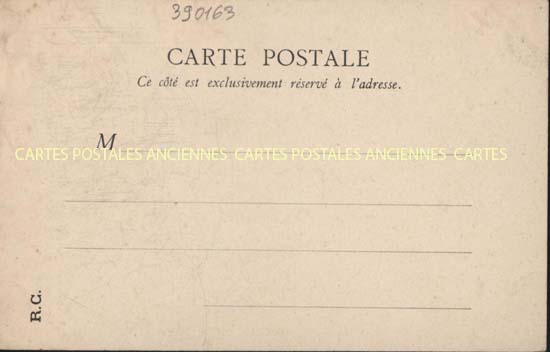 390163
CARTE POSTALE
Ce côté est exclusivement réservé à l'adresse.
M
CARTES POSTALES ANCIENNES CARTES POSTALES ANCIENNES CARTES
R.C.